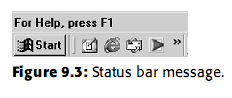 For Help, press F1
Start
Figure 9.3: Status bar message.